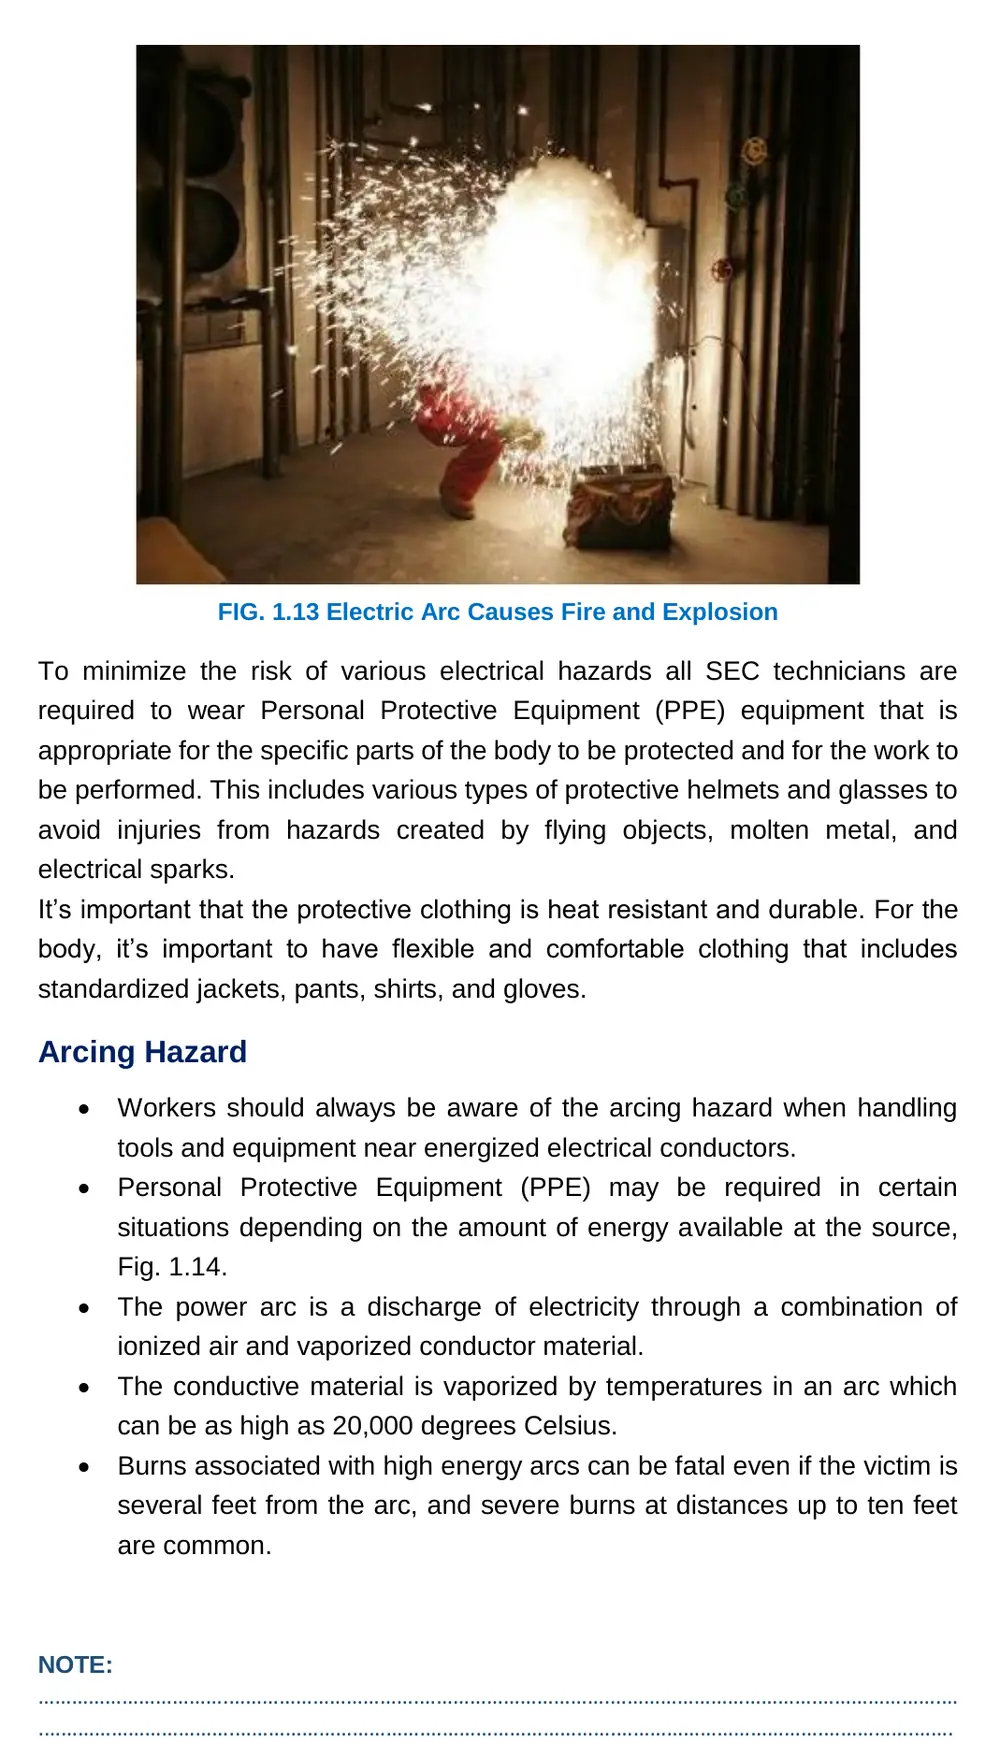 FIG. 1.13 Electric Arc Causes Fire and Explosion
To minimize the risk of various electrical hazards all SEC technicians are
required to wear Personal Protective Equipment (PPE) equipment that is
appropriate for the specific parts of the body to be protected and for the work to
be performed. This includes various types of protective helmets and glasses to
avoid injuries from hazards created by flying objects, molten metal, and
electrical sparks.
It’s important that the protective clothing is heat resistant and durable. For the
body, it’s important to have flexible and comfortable clothing that includes
standardized jackets, pants, shirts, and gloves.
Arcing Hazard
• Workers should always be aware of the arcing hazard when handling
tools and equipment near energized electrical conductors.
• Personal Protective Equipment (PPE) may be required in certain
situations depending on the amount of energy available at the source,
Fig. 1.14.
• The power arc is a discharge of electricity through a combination of
ionized air and vaporized conductor material.
• The conductive material is vaporized by temperatures in an arc which
can be as high as 20,000 degrees Celsius.
• Burns associated with high energy arcs can be fatal even if the victim is
several feet from the arc, and severe burns at distances up to ten feet
are common.
NOTE: